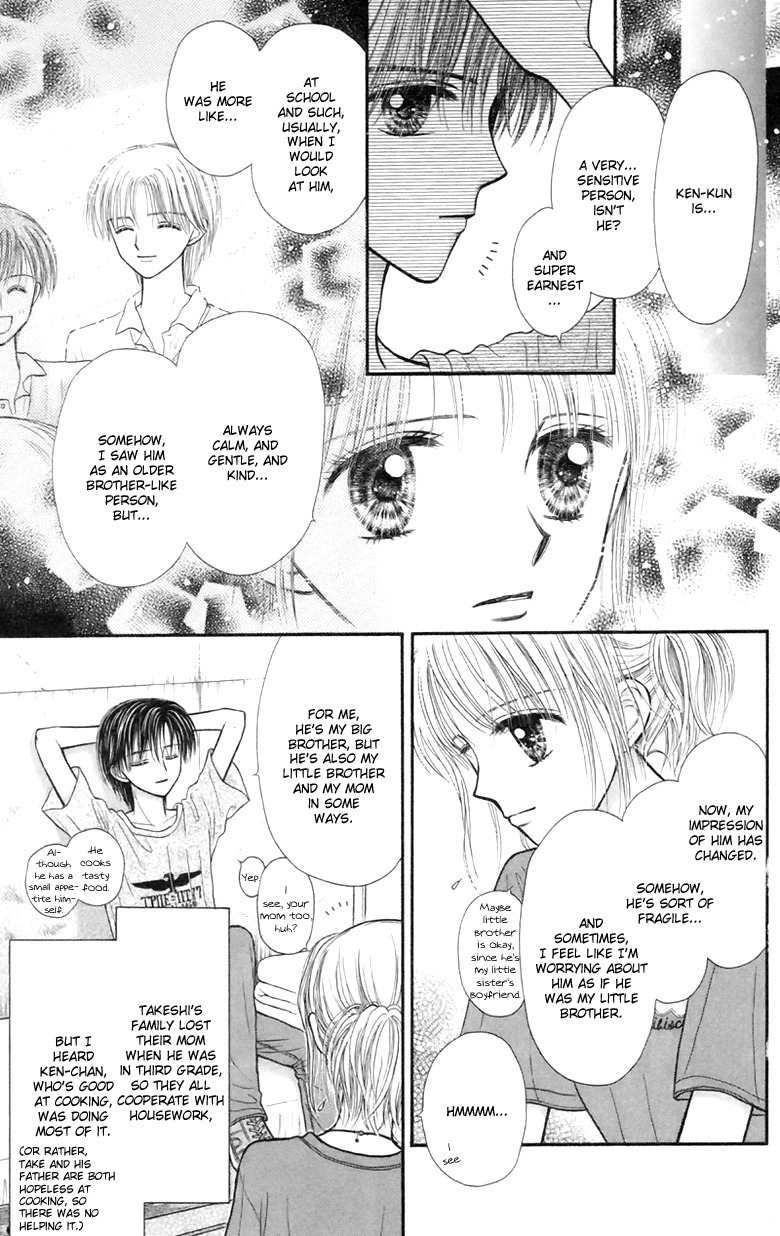 KEN-KUN
IS...
A VERY...
SENSITIVE
PERSON,
ISN'T
HE?
AND
SUPER
EARNEST
...
AT
SCHOOL
AND SUCH,
USUALLY,
WHEN I
WOULD
LOOK
AT HIM,
HE
WAS MORE
LIKE...
ALWAYS
CALM, AND
GENTLE, AND
KIND...
SOMEHOW,
I SAW HIM
AS AN OLDER
BROTHER-LIKE
PERSON,
BUT...
NOW, MY
IMPRESSION
OF HIM HAS
CHANGED.
SOMEHOW,
HE'S SORT OF
FRAGILE...
AND
SOMETIMES,
I FEEL LIKE I'M
WORRYING ABOUT
HIM AS IF HE
WAS MY LITTLE
BROTHER.
Maybe
little
Brother
is okay,
since he's
my little
sister's
Boyfriend
HMMMM...
I
see
FOR ME,
HE'S MY BIG
BROTHER, BUT
HE'S ALSO MY
LITTLE BROTHER
AND MY MOM
IN SOME
WAYS.
He
cooks
tasty
food.
Al-
though
he has a
small appe-
tite him-
self.
I
see, your
mom too,
huh?
Yep.
TAKESHI'S
FAMILY LOST
THEIR MOM
WHEN HE WAS
IN THIRD GRADE,
SO THEY ALL
COOPERATE WITH
HOUSEWORK,
BUT I
HEARD
KEN-CHAN,
WHO'S GOOD
AT COOKING,
WAS DOING
MOST OF IT.
(OR RATHER,
TAKE AND HIS
FATHER ARE BOTH
HOPELESS AT
COOKING, SO
THERE WAS NO
HELPING IT.)